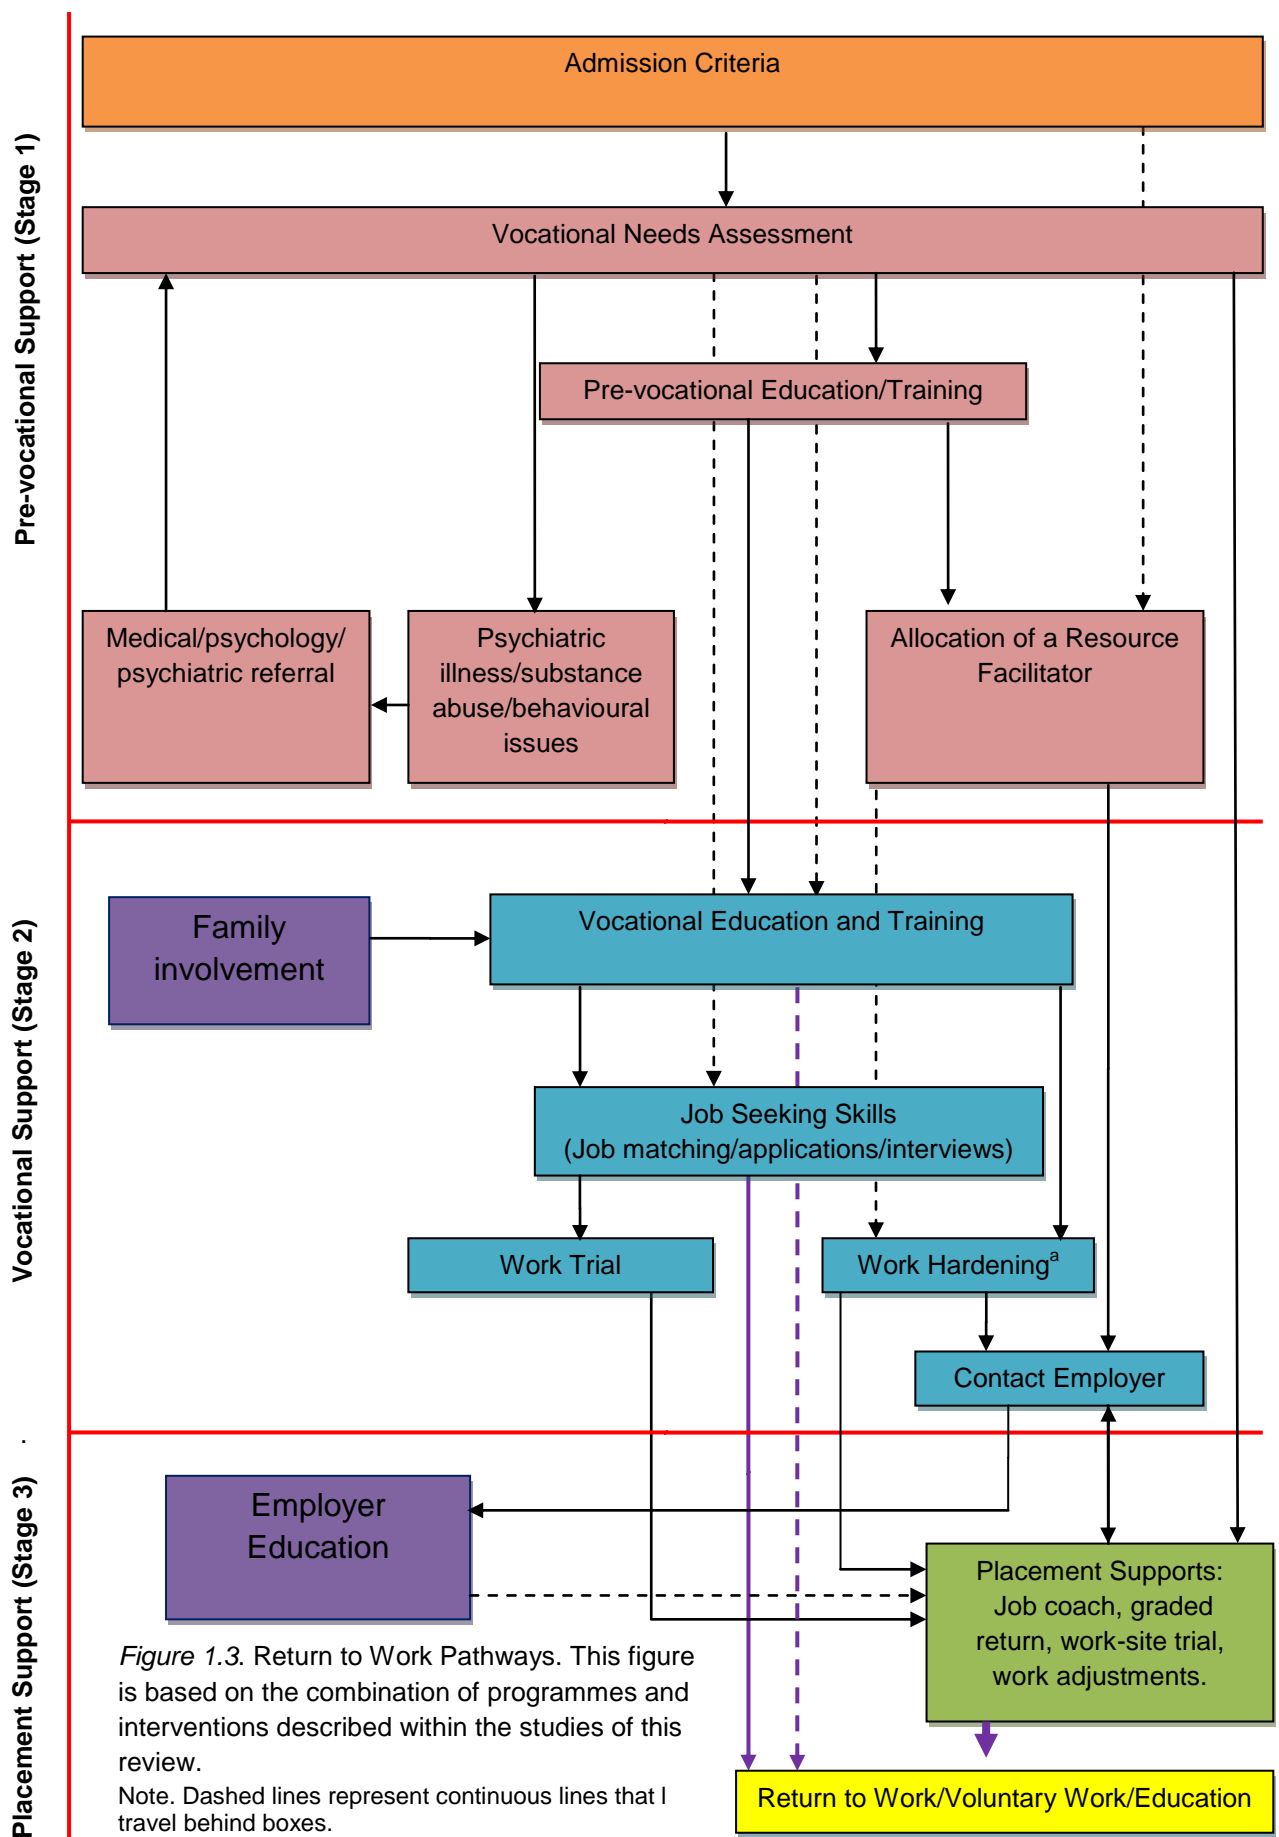 Pre-vocational Support (Stage 1)
Admission Criteria
Vocational Needs Assessment
Pre-vocational Education/Training
Medical/psychology/
psychiatric referral
Psychiatric
illness/substance
abuse/behavioural
issues
Allocation of a Resource
Facilitator
Vocational Support (Stage 2)
Family
involvement
Vocational Education and Training
Job Seeking Skills
(Job matching/applications/interviews)
Work Trial
Work Hardeningª
Contact Employer
Placement Support (Stage 3) .
Employer
Education
Placement Supports:
Job coach, graded
return, work-site trial,
work adjustments.
Figure 1.3. Return to Work Pathways. This figure
is based on the combination of programmes and
interventions described within the studies of this
review.
Note. Dashed lines represent continuous lines that l
travel behind boxes.
Return to Work/Voluntary Work/Education